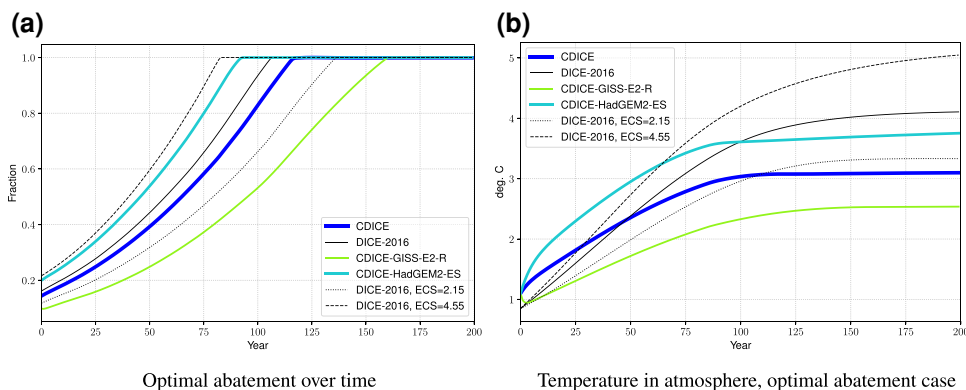 (a)
1.0
0.8
0.6
0.4
0.2
Fraction
0
25
50
75
100
125
150
175
200
Year
CDICE
DICE-2016
CDICE-GISS-E2-R
CDICE-HadGEM2-ES
DICE-2016, ECS=2.15
DICE-2016, ECS=4.55
Optimal abatement over time
(b)
5
4
3
2
1
deg. C
0
25
50
75
100
125
150
175
200
Year
CDICE
DICE-2016
CDICE-GISS-E2-R
CDICE-HadGEM2-ES
DICE-2016, ECS=2.15
DICE-2016, ECS=4.55
Temperature in atmosphere, optimal abatement case